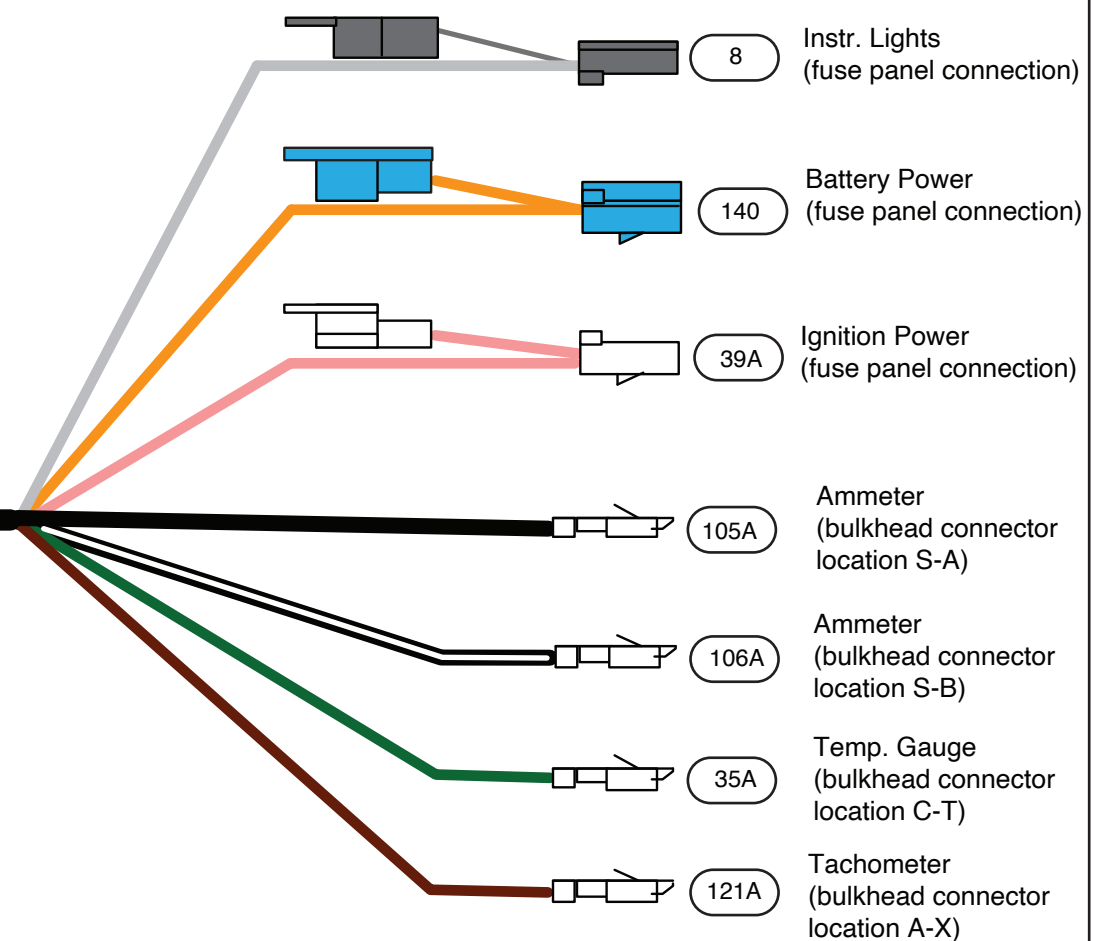 8
Instr. Lights
(fuse panel connection)
140
Battery Power
(fuse panel connection)
39A
Ignition Power
(fuse panel connection)
105A
Ammeter
(bulkhead connector
location S-A)
106A
Ammeter
(bulkhead connector
location S-B)
35A
Temp. Gauge
(bulkhead connector
location C-T)
121A
Tachometer
(bulkhead connector
location A-X)